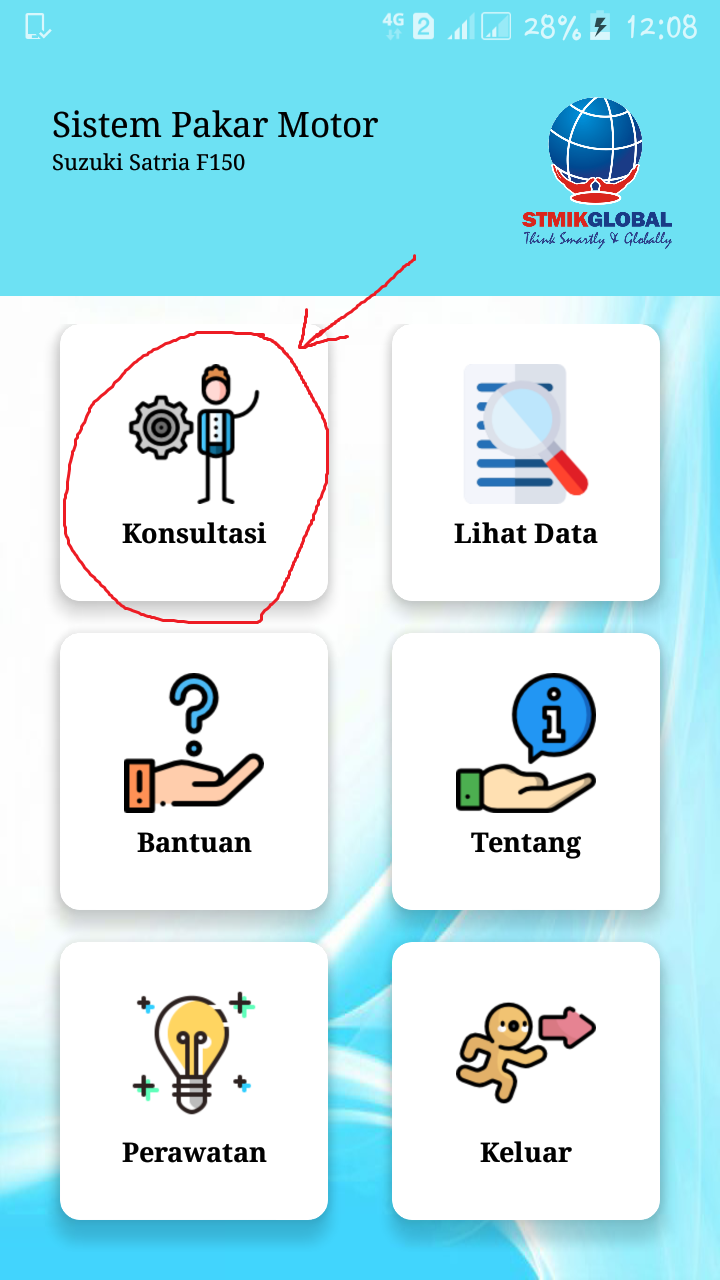 4G 2 28% 12:08
Sistem Pakar Motor
Suzuki Satria F150
STMIKGLOBAL
Think Smartly & Globally
Konsultasi
Lihat Data
Bantuan
Tentang
Perawatan
Keluar